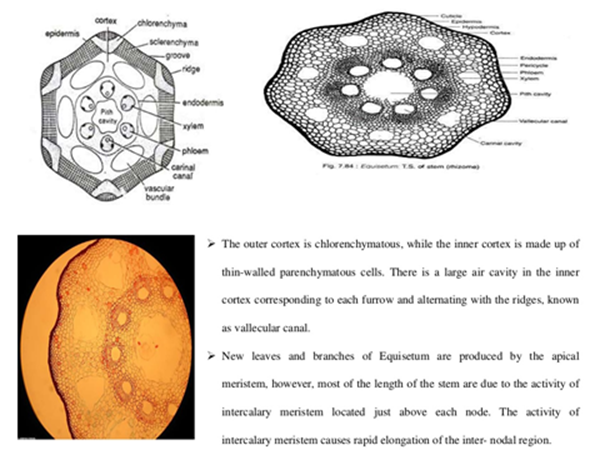 cortex
chlorenchyma
epidermis
sclerenchyma
groove
ridge
endodermis
Pith
cavity
xylem
phloem
carinal
canal
vascular
bundle
Cuticle
Epidermis
Hypodermis
Cortex
Endodermis
Pericycle
Phloem
Xylem
Pith cavity
Vallecular canal
Carinal cavity
Fig. 7.84 : Equisetum: T.S. of stem (rhizome)
➢ The outer cortex is chlorenchymatous, while the inner cortex is made up of
thin-walled parenchymatous cells. There is a large air cavity in the inner
cortex corresponding to each furrow and alternating with the ridges, known
as vallecular canal.
➢ New leaves and branches of Equisetum are produced by the apical
meristem, however, most of the length of the stem are due to the activity of
intercalary meristem located just above each node. The activity of
intercalary meristem causes rapid elongation of the inter- nodal region.